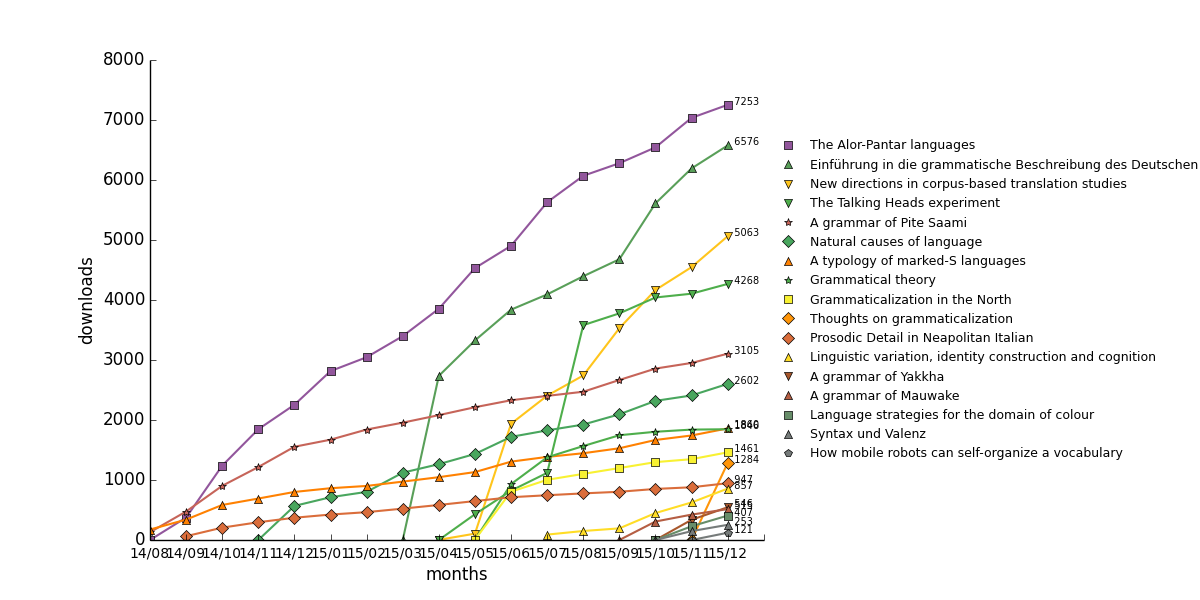 8000
7000
6000
5000
4000
3000
2000
1000
0
downloads
14/08 14/09 14/10 14/11 14/12 15/01 15/02 15/03 15/04 15/05 15/06 15/07 15/08 15/09 15/10 15/11 15/12
months
7253
6576
5063
4268
3105
2602
1461
1284
947
857
546
407
253
121
The Alor-Pantar languages
Einführung in die grammatische Beschreibung des Deutschen
New directions in corpus-based translation studies
The Talking Heads experiment
A grammar of Pite Saami
Natural causes of language
A typology of marked-S languages
Grammatical theory
Grammaticalization in the North
Thoughts on grammaticalization
Prosodic Detail in Neapolitan Italian
Linguistic variation, identity construction and cognition
A grammar of Yakkha
A grammar of Mauwake
Language strategies for the domain of colour
Syntax und Valenz
How mobile robots can self-organize a vocabulary